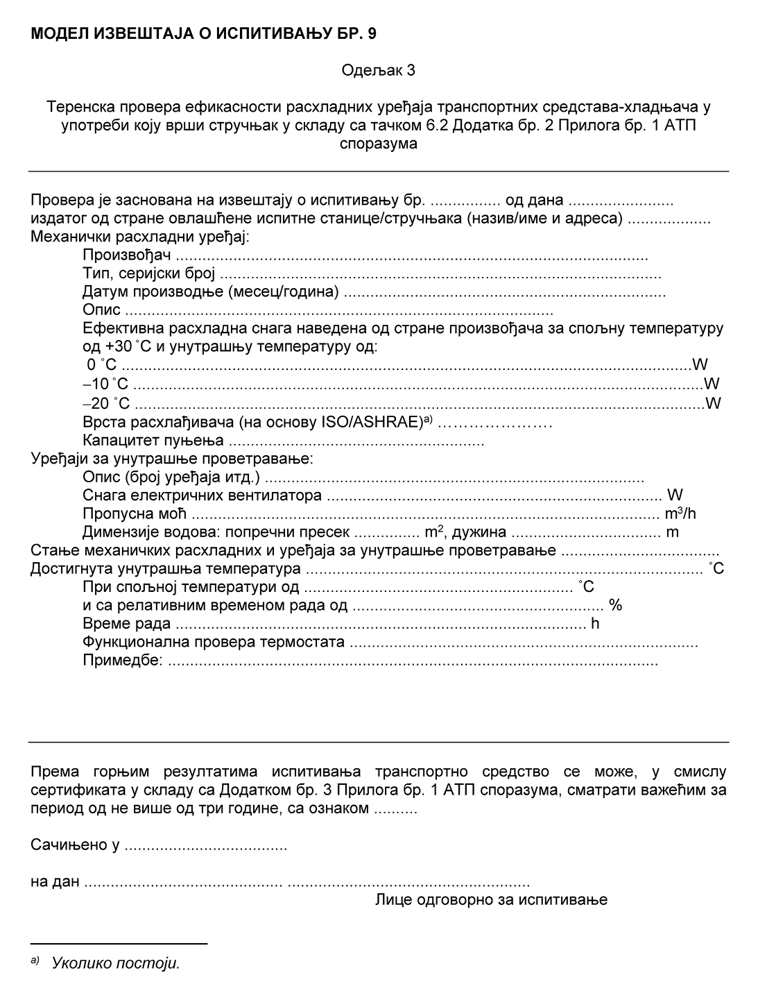 МОДЕЛ ИЗВЕШТАЈА О ИСПИТИВАЊУ БР. 9
Одељак 3
Теренска провера ефикасности расхладних уређаја транспортних средстава-хладњача у
употреби коју врши стручњак у складу са тачком 6.2 Додатка бр. 2 Прилога бр. 1 АТП
споразума
Провера је заснована на извештају о испитивању бр. ................ од дана ........................
издатог од стране овлашћене испитне станице/стручњака (назив/име и адреса) ...................
Механички расхладни уређај:
Произвођач ...........................................................................................................
Тип, серијски број ....................................................................................................
Датум производње (месец/година) .........................................................................
Опис .................................................................................................
Ефективна расхладна снага наведена од стране произвођача за спољну температуру
од +30 ˚C и унутрашњу температуру од:
0 ˚C .................................................................................................................................W
–10 ˚C .................................................................................................................................W
–20 ˚C .................................................................................................................................W
Врста расхлађивача (на основу ISO/ASHRAE)ᵃ⁾ ………………….
Капацитет пуњења ..........................................................
Уређаји за унутрашње проветравање:
Опис (број уређаја итд.) ......................................................................................
Снага електричних вентилатора ............................................................................ W
Пропусна моћ .......................................................................................................... m³/h
Димензије водова: попречни пресек ............... m², дужина .................................. m
Стање механичких расхладних и уређаја за унутрашње проветравање ....................................
Достигнута унутрашња температура .......................................................................................... ˚C
При спољној температури од ............................................................. ˚C
и са релативним временом рада од ......................................................... %
Време рада ............................................................................................. h
Функционална провера термостата ...............................................................................
Примедбе: ...............................................................................................................
Према горњим резултатима испитивања транспортно средство се може, у смислу
сертификата у складу са Додатком бр. 3 Прилога бр. 1 АТП споразума, сматрати важећим за
период од не више од три године, са ознаком ..........
Сачињено у .....................................
на дан ............................................. .......................................................
Лице одговорно за испитивање
ᵃ⁾ Уколико постоји.